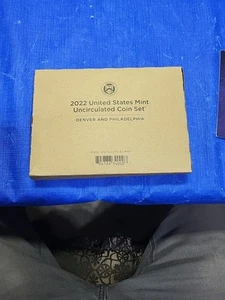 2022 United States Mint
Uncirculated Coin Set
DENVER AND PHILADELPHIA